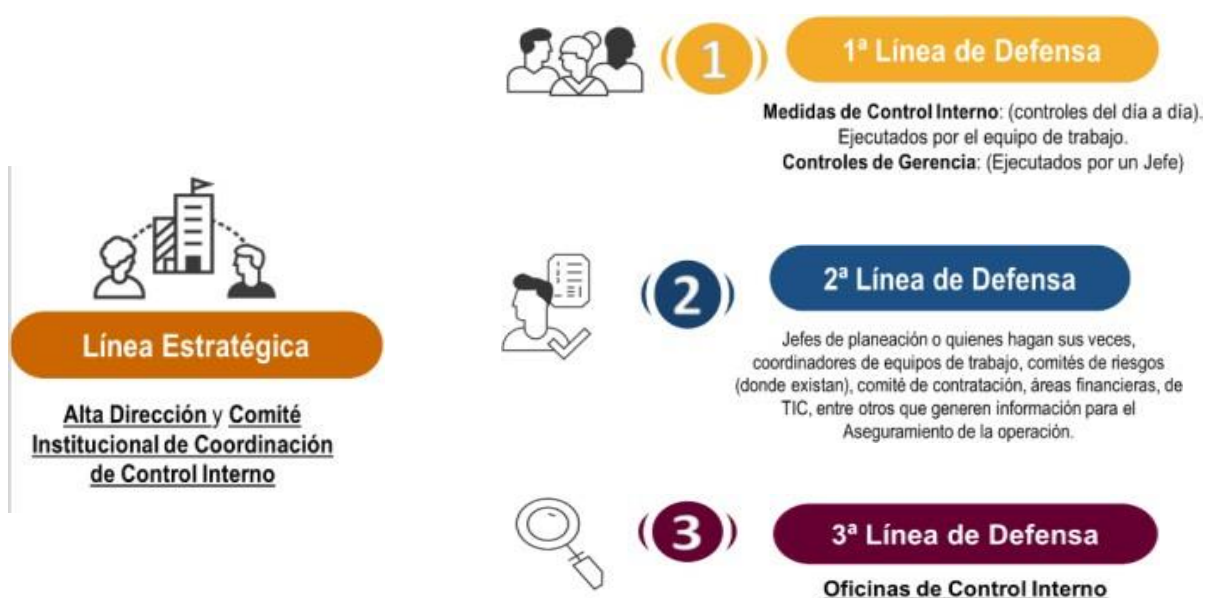 Línea Estratégica
Alta Dirección y Comité
Institucional de Coordinación
de Control Interno
1
1ª Línea de Defensa
Medidas de Control Interno: (controles del día a día).
Ejecutados por el equipo de trabajo.
Controles de Gerencia: (Ejecutados por un Jefe)
2
2ª Línea de Defensa
Jefes de planeación o quienes hagan sus veces,
coordinadores de equipos de trabajo, comités de riesgos
(donde existan), comité de contratación, áreas financieras, de
TIC, entre otros que generen información para el
Aseguramiento de la operación.
3
3ª Línea de Defensa
Oficinas de Control Interno